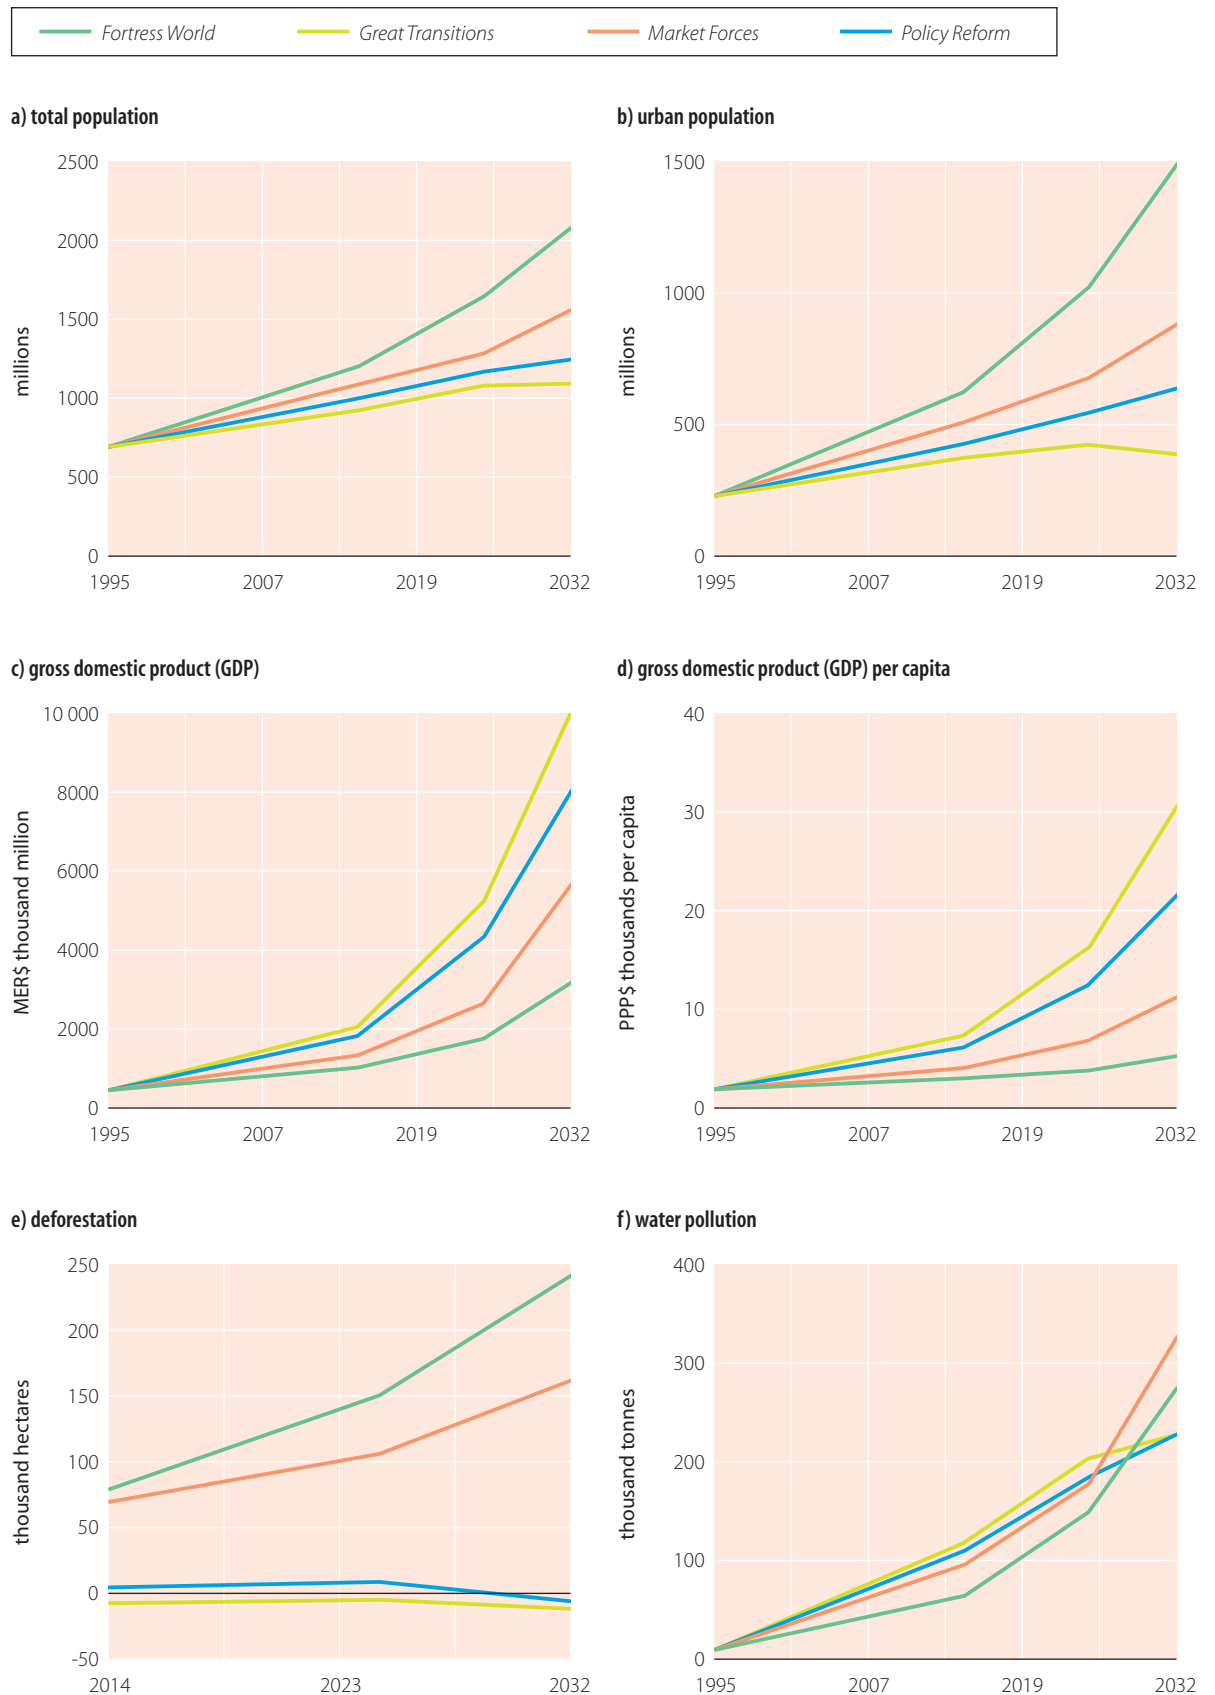 Fortress World Great Transitions Market Forces Policy Reform
a) total population
millions
2500
2000
1500
1000
500
0
1995 2007 2019 2032
b) urban population
millions
1500
1000
500
0
1995 2007 2019 2032
c) gross domestic product (GDP)
MER$ thousand million
10 000
8000
6000
4000
2000
0
1995 2007 2019 2032
d) gross domestic product (GDP) per capita
PPP$ thousands per capita
40
30
20
10
0
1995 2007 2019 2032
e) deforestation
thousand hectares
250
200
150
100
50
0
-50
2014 2023 2032
f) water pollution
thousand tonnes
400
300
200
100
0
1995 2007 2019 2032